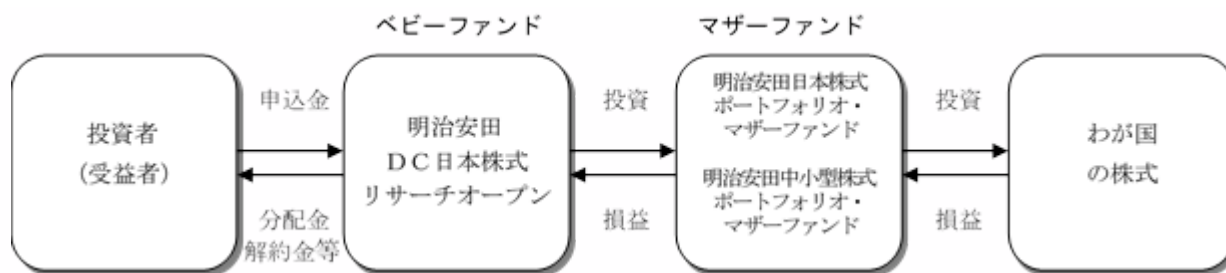 ベビーファンド
マザーファンド
投資者
（受益者）
申込金
分配金
解約金等
明治安田
ＤＣ日本株式
リサーチオープン
投資
損益
明治安田日本株式
ポートフォリオ・
マザーファンド
明治安田中小型株式
ポートフォリオ・
マザーファンド
投資
損益
わが国
の株式